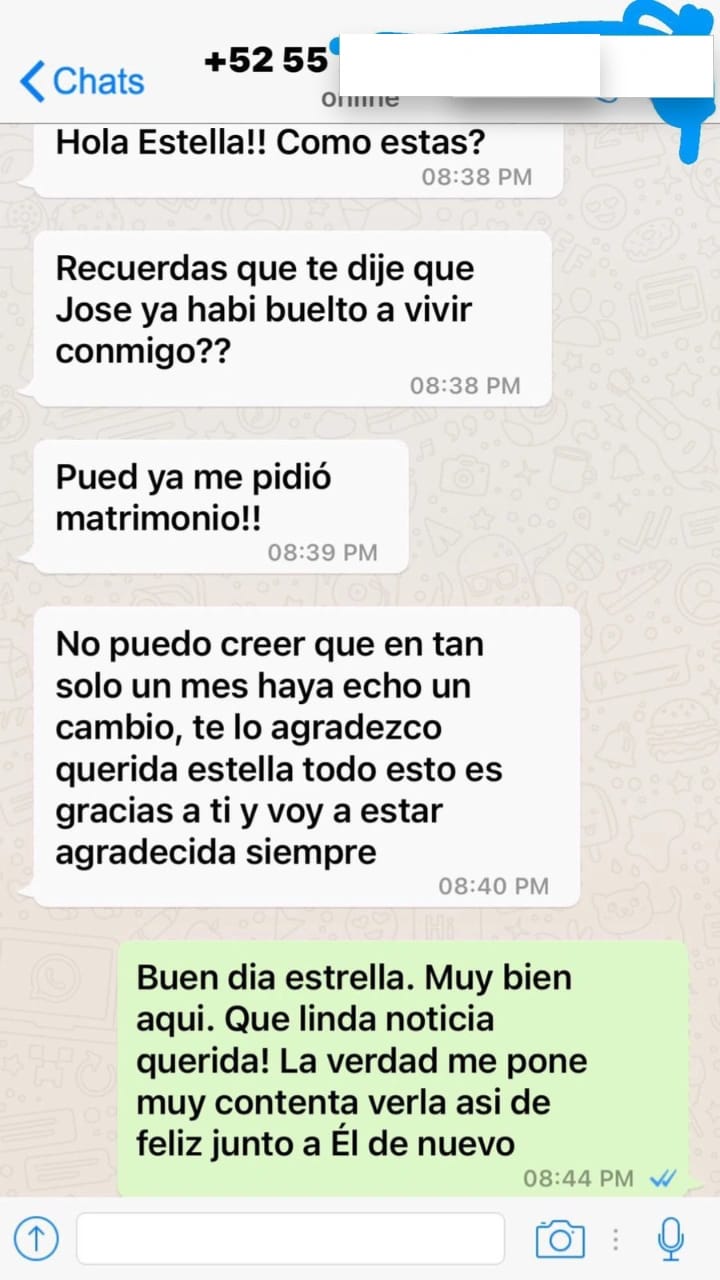 Chats
+52 55
online
Hola Estella!! Como estas?
08:38 PM
Recuerdas que te dije que
Jose ya habi buelto a vivir
conmigo??
08:38 PM
Pued ya me pidió
matrimonio!!
08:39 PM
No puedo creer que en tan
solo un mes haya echo un
cambio, te lo agradezco
querida estella todo esto es
gracias a ti y voy a estar
agradecida siempre
08:40 PM
Buen dia estrella. Muy bien
aqui. Que linda noticia
querida! La verdad me pone
muy contenta verla asi de
feliz junto a Él de nuevo
08:44 PM